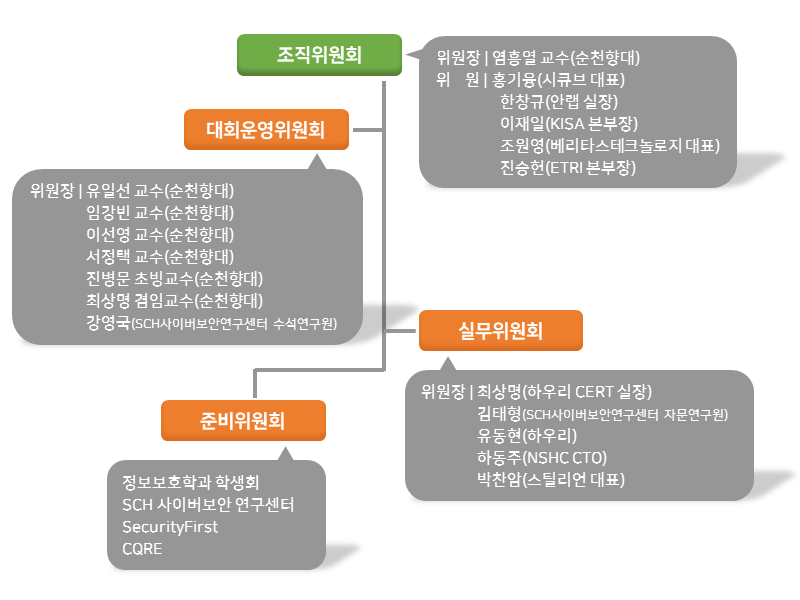 조직위원회
위원장 | 염흥열 교수(순천향대)
위 원 | 홍기융(시큐브 대표)
한창규(안랩 실장)
이재일(KISA 본부장)
조원영(베리타스테크놀로지 대표)
진승헌(ETRI 본부장)
대회운영위원회
위원장 | 유일선 교수(순천향대)
임강빈 교수(순천향대)
이선영 교수(순천향대)
서정택 교수(순천향대)
진병문 초빙교수(순천향대)
최상명 겸임교수(순천향대)
강영국(SCH사이버보안연구센터 수석연구원)
실무위원회
위원장 | 최상명(하우리 CERT 실장)
김태형(SCH사이버보안연구센터 자문연구원)
유동현(하우리)
하동주(NSHC CTO)
박찬암(스틸리언 대표)
준비위원회
정보보호학과 학생회
SCH 사이버보안 연구센터
SecurityFirst
CQRE